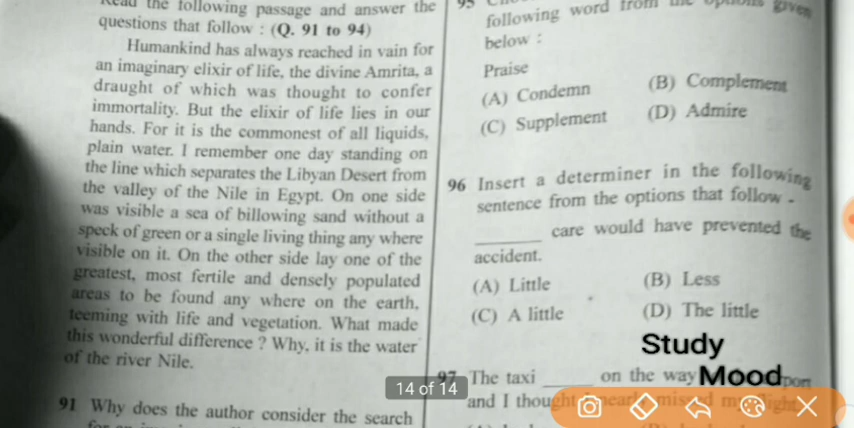 Read the following passage and answer the
questions that follow : (Q. 91 to 94)
Humankind has always reached in vain for
an imaginary elixir of life, the divine Amrita, a
draught of which was thought to confer
immortality. But the elixir of life lies in our
hands. For it is the commonest of all liquids,
plain water. I remember one day standing on
the line which separates the Libyan Desert from
the valley of the Nile in Egypt. On one side
was visible a sea of billowing sand without a
speck of green or a single living thing any where
visible on it. On the other side lay one of the
greatest, most fertile and densely populated
areas to be found any where on the earth,
teeming with life and vegetation. What made
this wonderful difference ? Why, it is the water
of the river Nile.
91 Why does the author consider the search
95
following word from the options given
below :
Praise
(A) Condemn (B) Complement
(C) Supplement (D) Admire
96 Insert a determiner in the following
sentence from the options that follow -
______ care would have prevented the
accident.
(A) Little (B) Less
(C) A little (D) The little
Study
Mood
97 The taxi _____ on the way
and I thought I nearly missed my flight
14 of 14